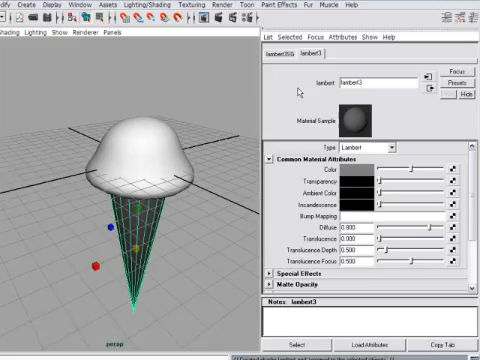 dify Create Display Window Assets Lighting/Shading Texturing Render Toon Paint Effects Fur Muscle Help
Shading Lighting Show Renderer Panels
List Selected Focus Attributes Show Help
lambert3SG lambert3
lambert: lambert3
Focus
Presets
Show Hide
Material Sample
Type Lambert
Common Material Attributes
Color
Transparency
Ambient Color
Incandescence
Bump Mapping
Diffuse 0.800
Translucence 0.000
Translucence Depth 0.500
Translucence Focus 0.500
Special Effects
Matte Opacity
Notes: lambert3
persp
Select Load Attributes Copy Tab